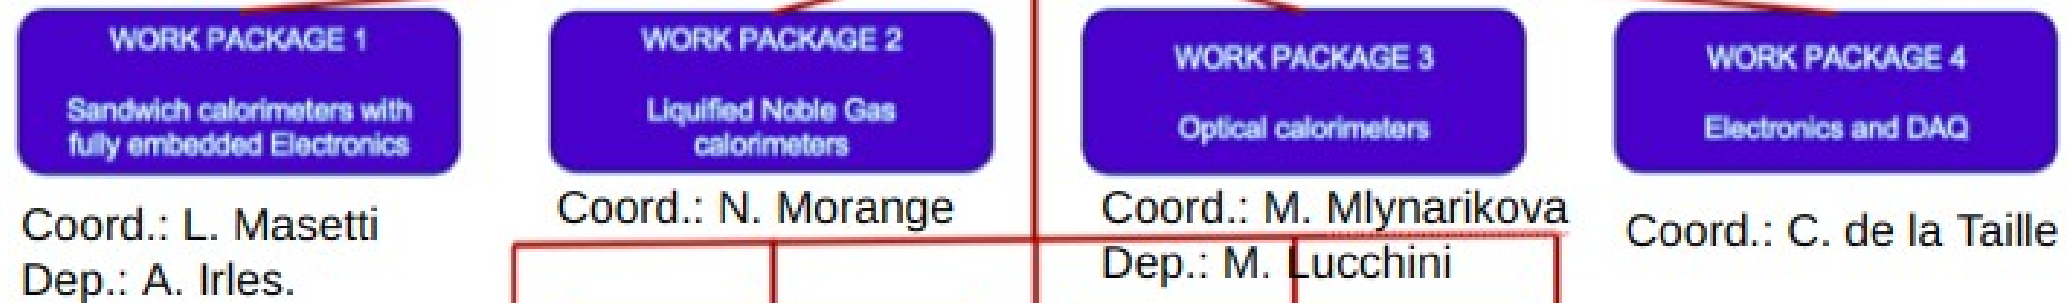 WORK PACKAGE 1
Sandwich calorimeters with
fully embedded Electronics
Coord.: L. Masetti
Dep.: A. Irles.
WORK PACKAGE 2
Liquified Noble Gas
calorimeters
Coord.: N. Morange
WORK PACKAGE 3
Optical calorimeters
Coord.: M. Mlynarikova
Dep.: M. Lucchini
WORK PACKAGE 4
Electronics and DAQ
Coord.: C. de la Taille